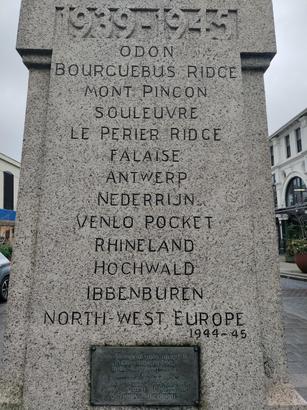 1939-1945
ODON
BOURGUEBUS RIDGE
MONT PINCON
SOULEUVRE
LE PERIER RIDGE
FALAISE
ANTWERP
NEDERRIJN
VENLO POCKET
RHINELAND
HOCHWALD
IBBENBUREN
NORTH-WEST EUROPE
1944-45